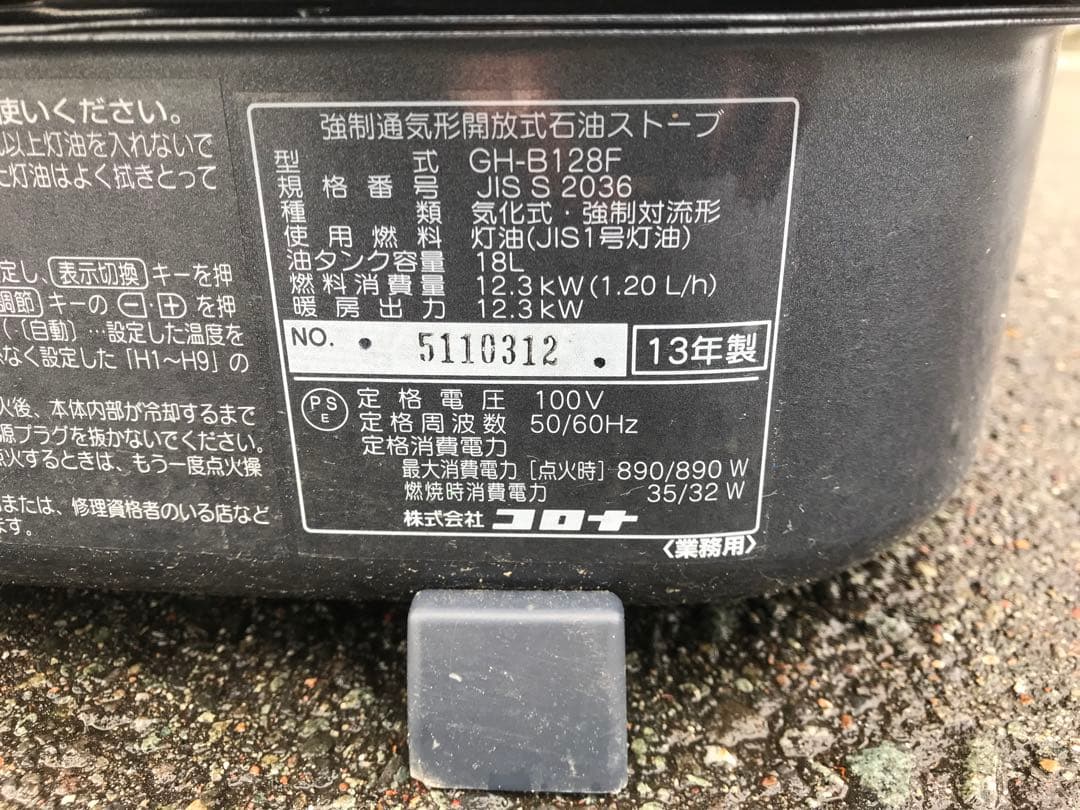 使いください。
以上灯油を入れないで
灯油はよく拭きとって
定し、表示切換キーを押
調節キーの⊖・⊞を押
(〔自動〕…設定した温度を
なく設定した「H1〜H9」の
火後、本体内部が冷却するまで
源プラグを抜かないでください。
点火するときは、もう一度点火操
または、修理資格者のいる店など
ます。
強制通気形開放式石油ストーブ
型式 GH-B128F
規格番号 JIS S 2036
種類 気化式・強制対流形
使用燃料 灯油(JIS1号灯油)
油タンク容量 18L
燃料消費量 12.3kW(1.20 L/h)
暖房出力 12.3kW
NO. • 5110312 •
13年製
PSE
定格電圧 100V
定格周波数 50/60Hz
定格消費電力
最大消費電力[点火時] 890/890 W
燃焼時消費電力 35/32 W
株式会社 コロナ
〈業務用〉